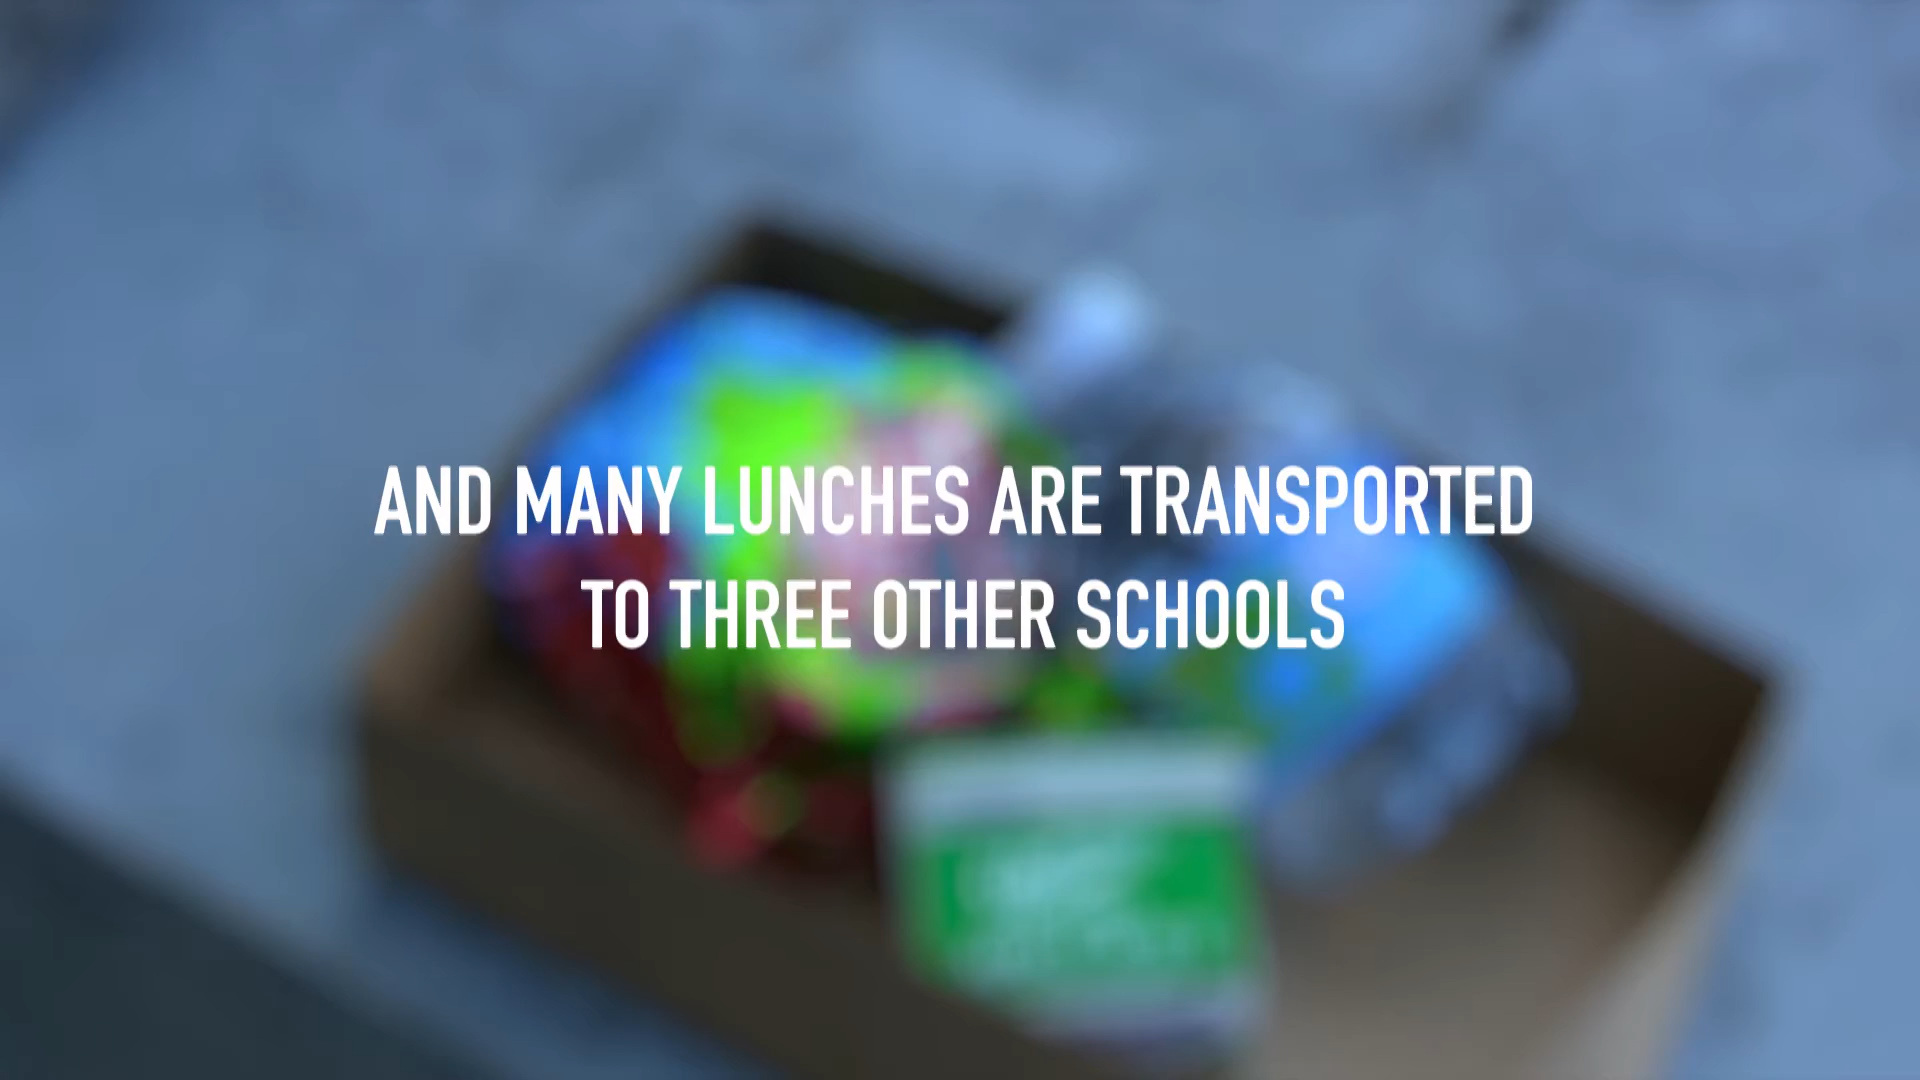 AND MANY LUNCHES ARE TRANSPORTED
TO THREE OTHER SCHOOLS